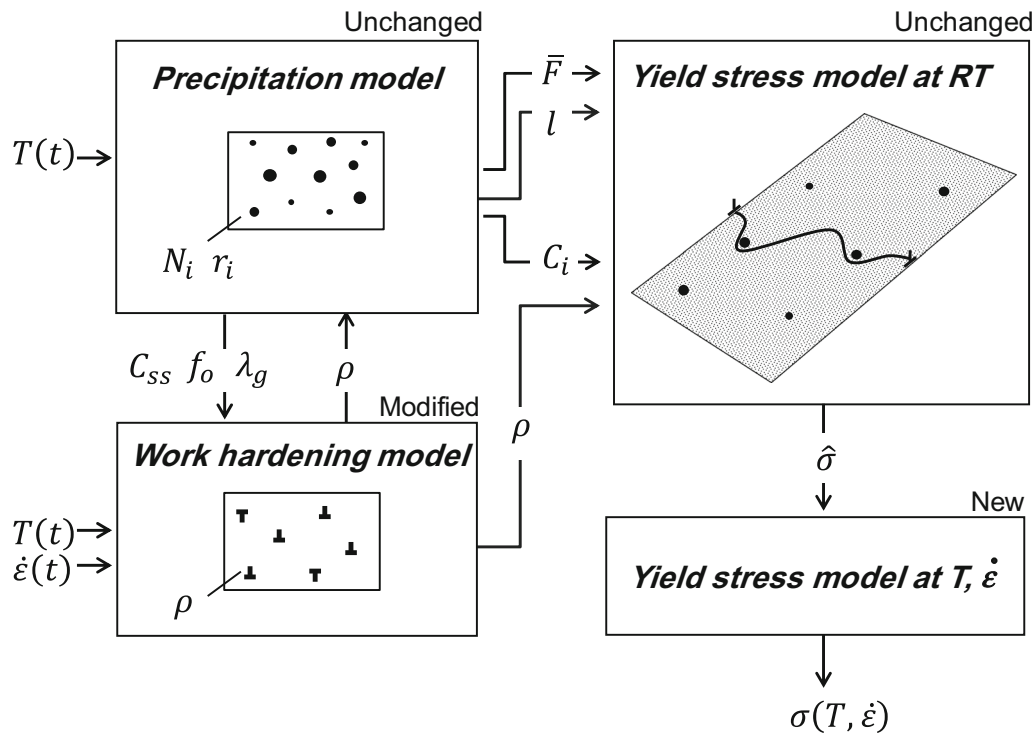 Unchanged
Precipitation model
T(t)
N_i r_i
F̄
l
C_i
Unchanged
Yield stress model at RT
C_ss f_o λ_g
ρ
Modified
Work hardening model
T(t)
ε̇(t)
ρ
ρ
σ̂
New
Yield stress model at T, ε̇
σ(T, ε̇)